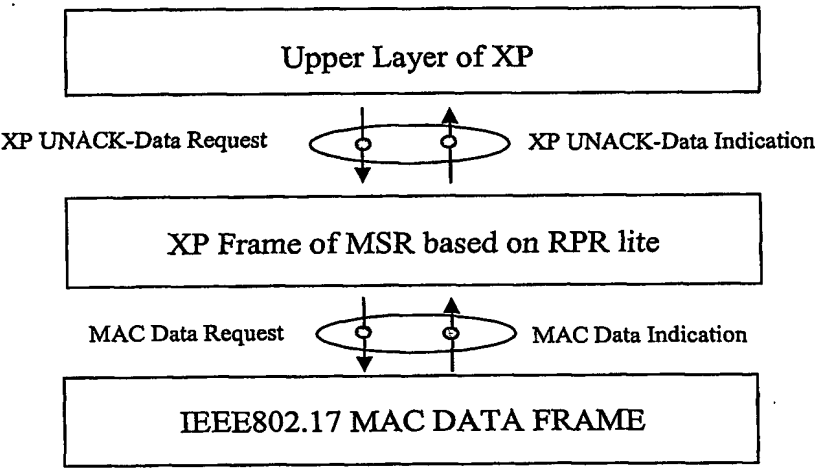 Upper Layer of XP
XP UNACK-Data Request
XP UNACK-Data Indication
XP Frame of MSR based on RPR lite
MAC Data Request
MAC Data Indication
IEEE802.17 MAC DATA FRAME